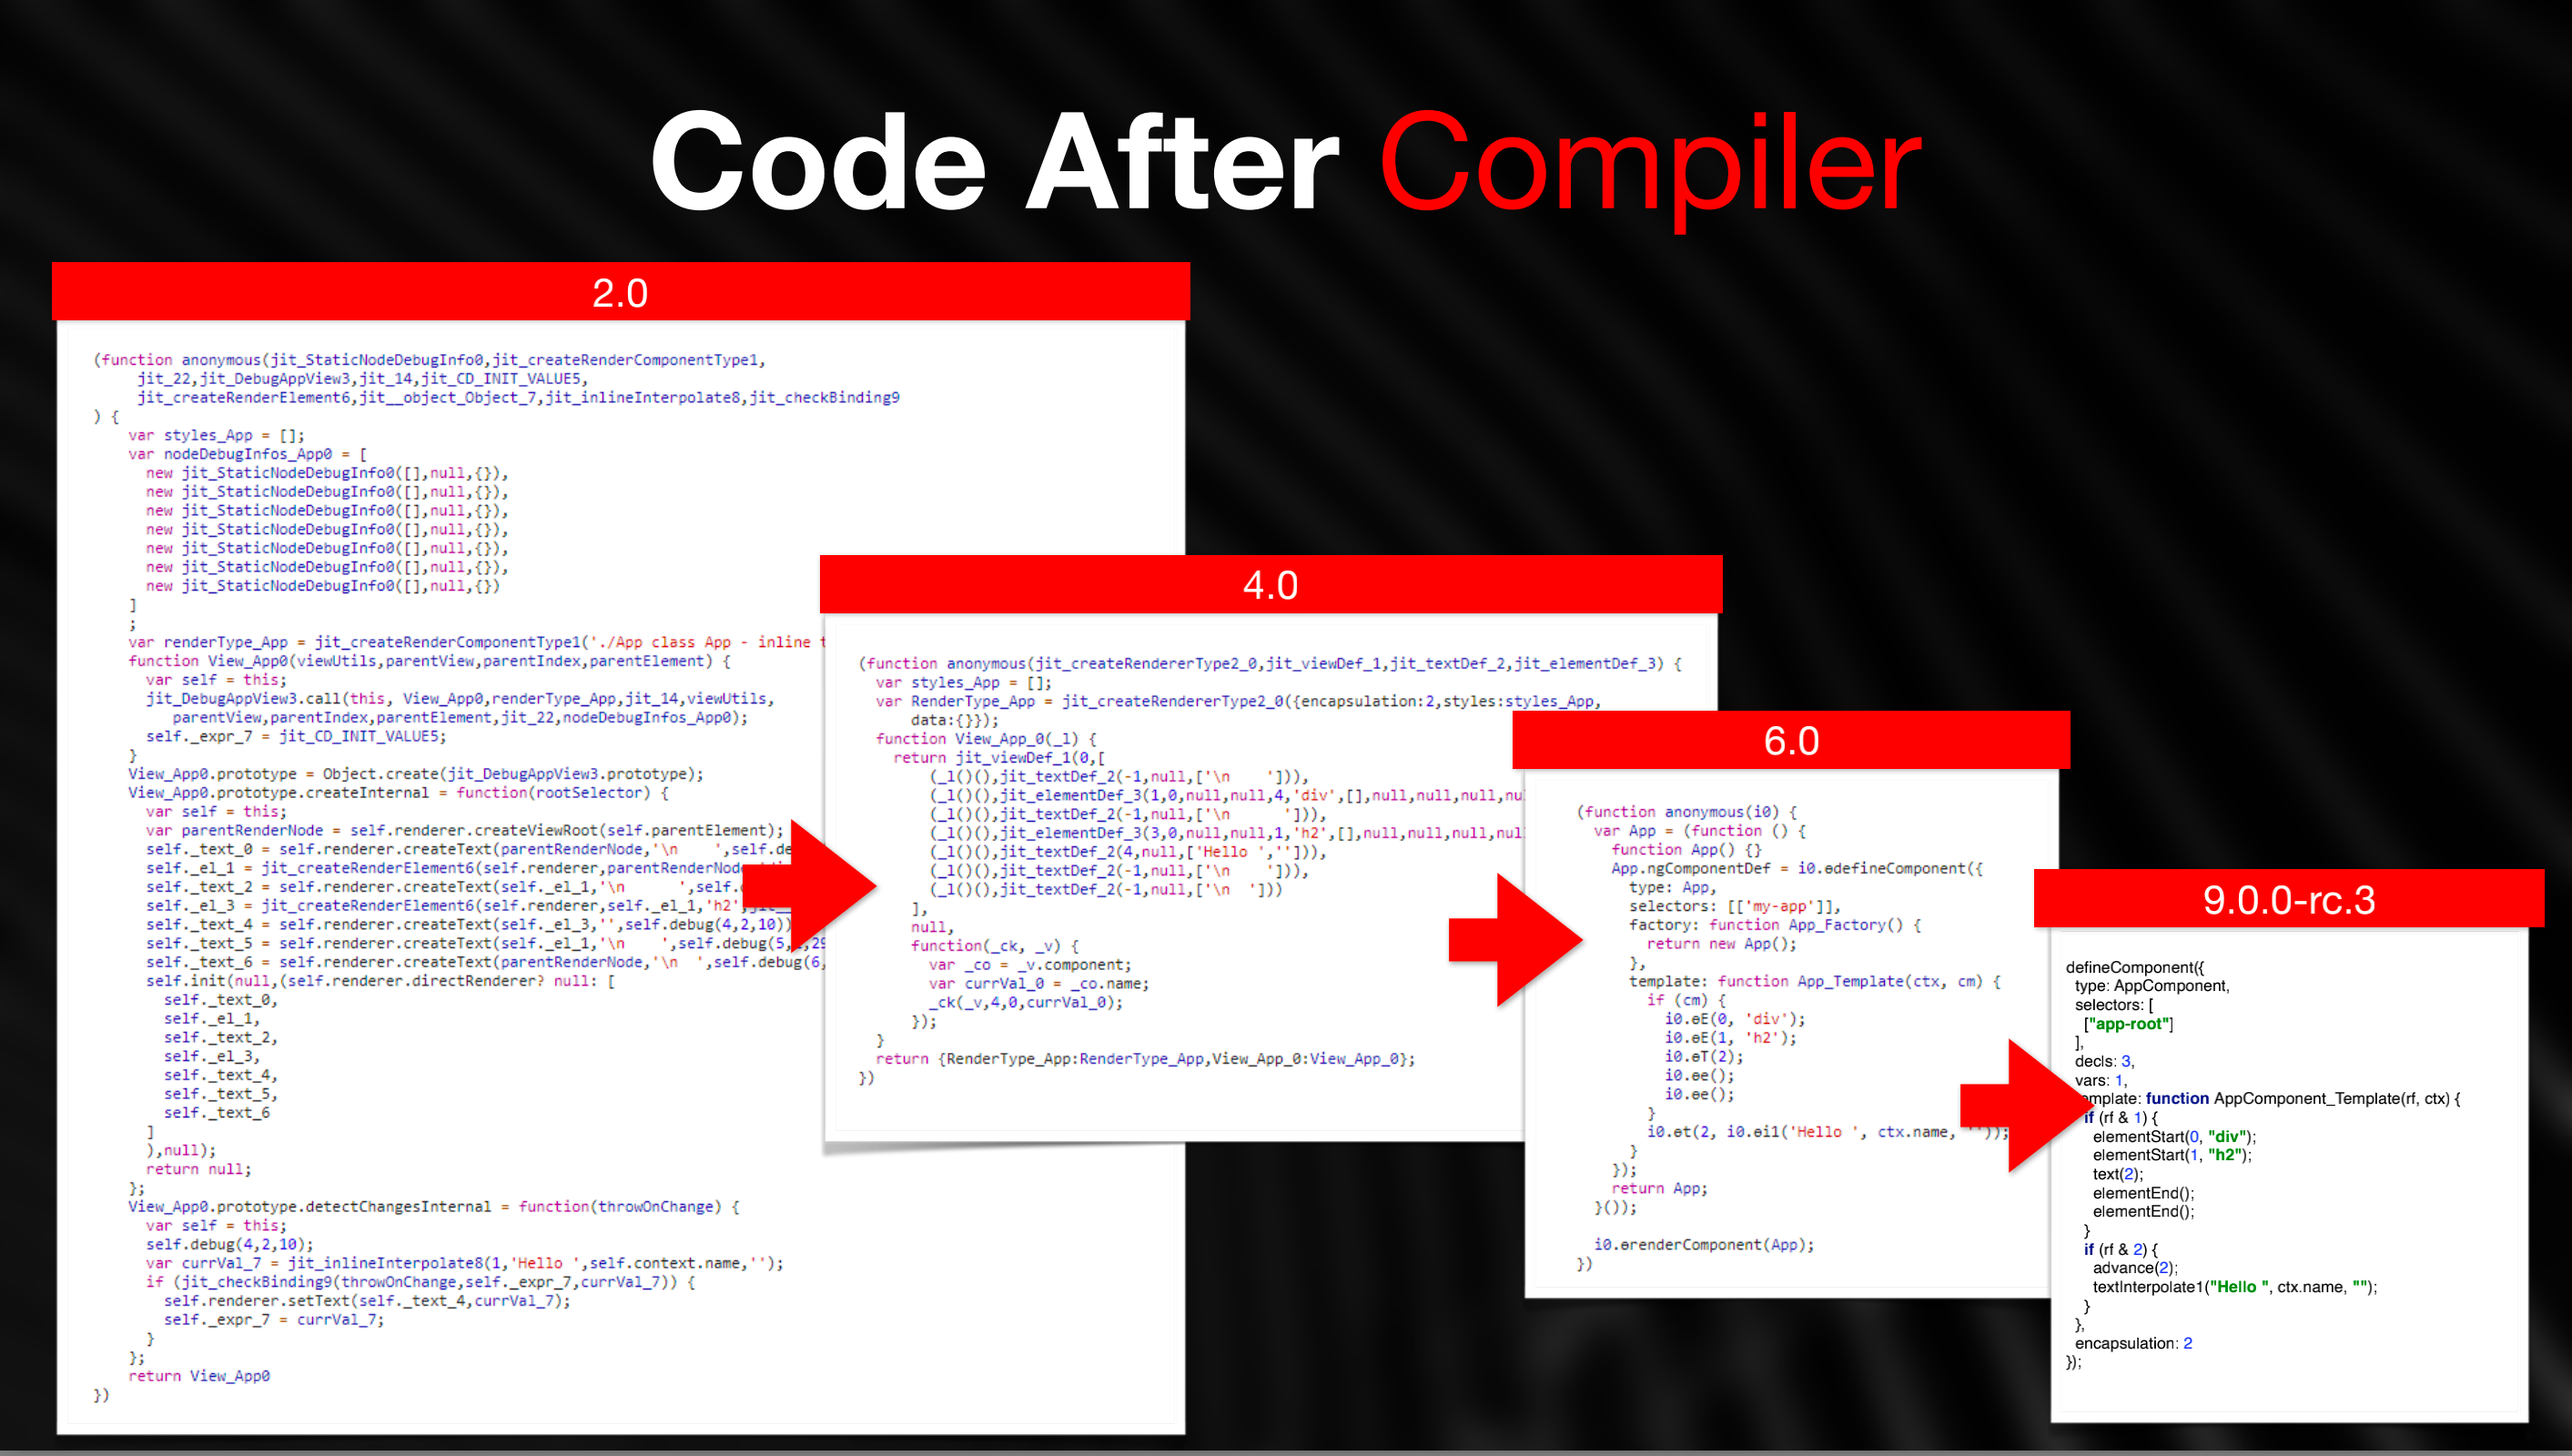 Code After Compiler
2.0
(function anonymous(jit_StaticNodeDebugInfo0,jit_createRenderComponentType1,
jit_22,jit_DebugAppView3,jit_14,jit_CD_INIT_VALUE5,
jit_createRenderElement6,jit__object_Object_7,jit_inlineInterpolate8,jit_checkBinding9
) {
var styles_App = [];
var nodeDebugInfos_App0 = [
new jit_StaticNodeDebugInfo0([],null,{}),
new jit_StaticNodeDebugInfo0([],null,{}),
new jit_StaticNodeDebugInfo0([],null,{}),
new jit_StaticNodeDebugInfo0([],null,{}),
new jit_StaticNodeDebugInfo0([],null,{}),
new jit_StaticNodeDebugInfo0([],null,{}),
new jit_StaticNodeDebugInfo0([],null,{})
]
;
var renderType_App = jit_createRenderComponentType1('./App class App - inline t
function View_App0(viewUtils,parentView,parentIndex,parentElement) {
var self = this;
jit_DebugAppView3.call(this, View_App0,renderType_App,jit_14,viewUtils,
parentView,parentIndex,parentElement,jit_22,nodeDebugInfos_App0);
self._expr_7 = jit_CD_INIT_VALUE5;
}
View_App0.prototype = Object.create(jit_DebugAppView3.prototype);
View_App0.prototype.createInternal = function(rootSelector) {
var self = this;
var parentRenderNode = self.renderer.createViewRoot(self.parentElement);
self._text_0 = self.renderer.createText(parentRenderNode,'\n    ',self.de
self._el_1 = jit_createRenderElement6(self.renderer,parentRenderNode
self._text_2 = self.renderer.createText(self._el_1,'\n      ',self.
self._el_3 = jit_createRenderElement6(self.renderer,self._el_1,'h2'
self._text_4 = self.renderer.createText(self._el_3,'',self.debug(4,2,10))
self._text_5 = self.renderer.createText(self._el_1,'\n    ',self.debug(5,
self._text_6 = self.renderer.createText(parentRenderNode,'\n  ',self.debug(6,
self.init(null,(self.renderer.directRenderer? null: [
self._text_0,
self._el_1,
self._text_2,
self._el_3,
self._text_4,
self._text_5,
self._text_6
]
),null);
return null;
};
View_App0.prototype.detectChangesInternal = function(throwOnChange) {
var self = this;
self.debug(4,2,10);
var currVal_7 = jit_inlineInterpolate8(1,'Hello ',self.context.name,'');
if (jit_checkBinding9(throwOnChange,self._expr_7,currVal_7)) {
self.renderer.setText(self._text_4,currVal_7);
self._expr_7 = currVal_7;
}
};
return View_App0
})
4.0
(function anonymous(jit_createRendererType2_0,jit_viewDef_1,jit_textDef_2,jit_elementDef_3) {
var styles_App = [];
var RenderType_App = jit_createRendererType2_0({encapsulation:2,styles:styles_App,
data:{}});
function View_App_0(_l) {
return jit_viewDef_1(0,[
(_l()(),jit_textDef_2(-1,null,['\n    '])),
(_l()(),jit_elementDef_3(1,0,null,null,4,'div',[],null,null,null,nu
(_l()(),jit_textDef_2(-1,null,['\n      '])),
(_l()(),jit_elementDef_3(3,0,null,null,1,'h2',[],null,null,null,nul
(_l()(),jit_textDef_2(4,null,['Hello ',''])),
(_l()(),jit_textDef_2(-1,null,['\n    '])),
(_l()(),jit_textDef_2(-1,null,['\n  ']))
],
null,
function(_ck, _v) {
var _co = _v.component;
var currVal_0 = _co.name;
_ck(_v,4,0,currVal_0);
});
}
return {RenderType_App:RenderType_App,View_App_0:View_App_0};
})
6.0
(function anonymous(i0) {
var App = (function () {
function App() {}
App.ngComponentDef = i0.ɵdefineComponent({
type: App,
selectors: [['my-app']],
factory: function App_Factory() {
return new App();
},
template: function App_Template(ctx, cm) {
if (cm) {
i0.ɵE(0, 'div');
i0.ɵE(1, 'h2');
i0.ɵT(2);
i0.ɵe();
i0.ɵe();
}
i0.ɵt(2, i0.ɵi1('Hello ', ctx.name, ''));
}
});
return App;
}());
i0.ɵrenderComponent(App);
})
9.0.0-rc.3
defineComponent({
type: AppComponent,
selectors: [
["app-root"]
],
decls: 3,
vars: 1,
emplate: function AppComponent_Template(rf, ctx) {
if (rf & 1) {
elementStart(0, "div");
elementStart(1, "h2");
text(2);
elementEnd();
elementEnd();
}
if (rf & 2) {
advance(2);
textInterpolate1("Hello ", ctx.name, "");
}
},
encapsulation: 2
});